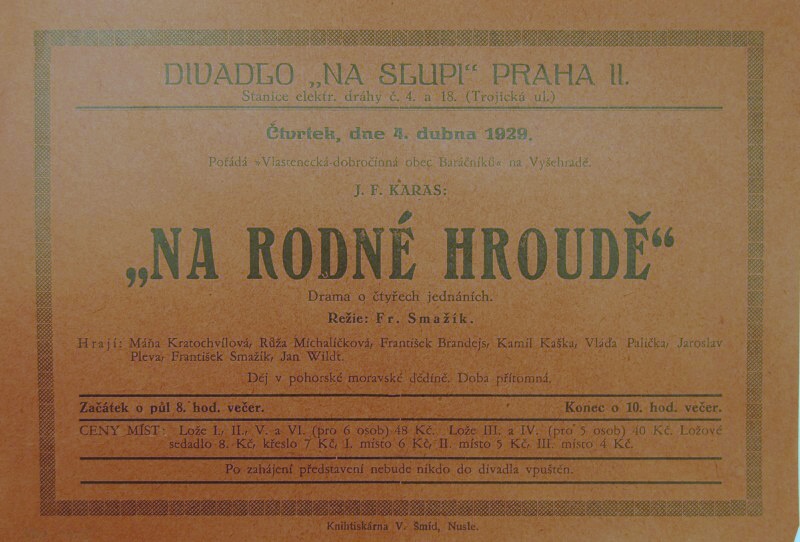 DIVADLO „NA SLUPI“ PRAHA II.
Stanice elektr. dráhy č. 4. a 18. (Trojická ul.)
Čtvrtek, dne 4. dubna 1929.
Pořádá »Vlastenecká-dobročinná obec Baráčníků« na Vyšehradě.
J. F. KARAS:
„NA RODNÉ HROUDĚ“
Drama o čtyřech jednáních.
Režie: Fr. Smažík.
Hrají: Máňa Kratochvílová, Růža Michalíčková, František Brandejs, Kamil Kaška, Vláďa Palička, Jaroslav
Pleva, František Smažík, Jan Wildt.
Děj v pohorské moravské dědině. Doba přítomná.
Začátek o půl 8. hod. večer. Konec o 10. hod. večer.
CENY MÍST: Lože I., II., V. a VI. (pro 6 osob) 48 Kč. Lože III. a IV. (pro 5 osob) 40 Kč. Ložové
sedadlo 8. Kč, křeslo 7 Kč, I. místo 6 Kč, II. místo 5 Kč, III. místo 4 Kč.
Po zahájení představení nebude nikdo do divadla vpuštěn.
Knihtiskárna V. Šmíd, Nusle.